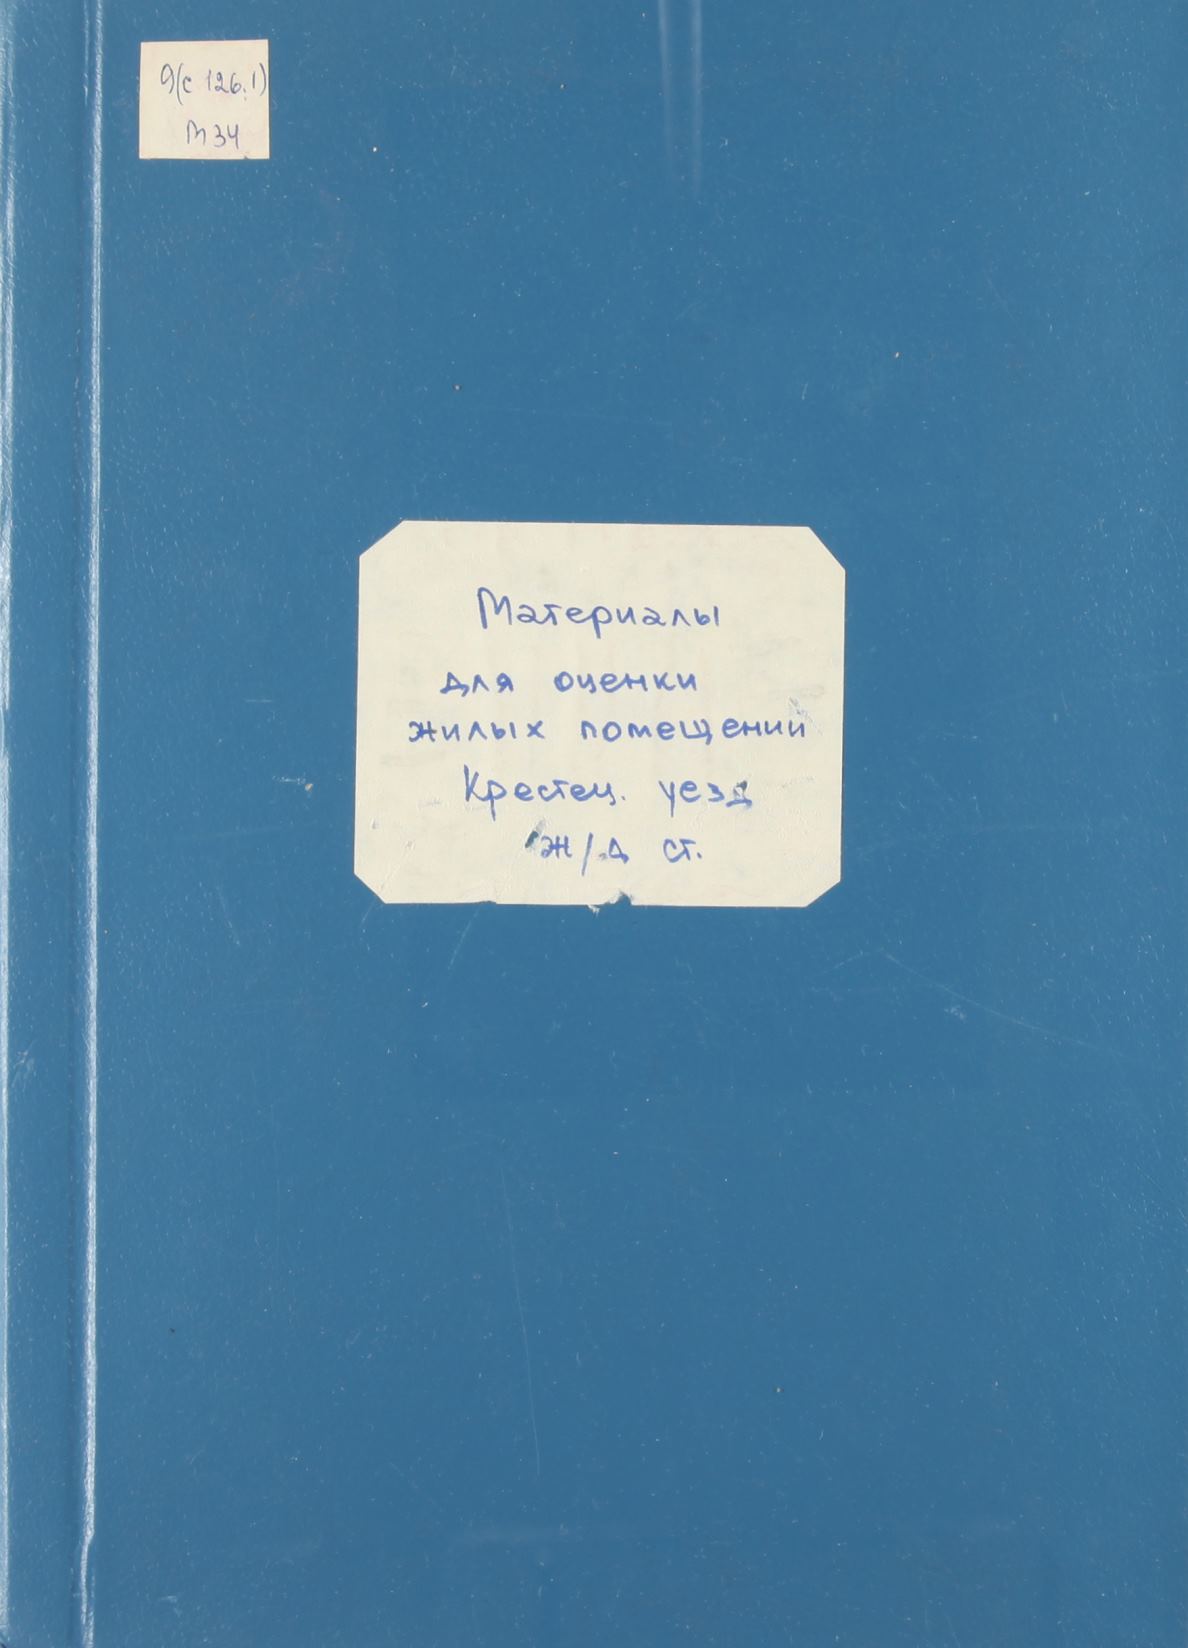 9(с 126.1)
М34
Материалы
для оценки
жилых помещений
Крестец. уезд
ж/д ст.